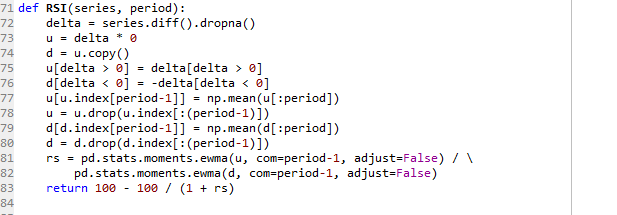 71 def RSI(series, period):
72     delta = series.diff().dropna()
73     u = delta * 0
74     d = u.copy()
75     u[delta > 0] = delta[delta > 0]
76     d[delta < 0] = -delta[delta < 0]
77     u[u.index[period-1]] = np.mean(u[:period])
78     u = u.drop(u.index[:(period-1)])
79     d[d.index[period-1]] = np.mean(d[:period])
80     d = d.drop(d.index[:(period-1)])
81     rs = pd.stats.moments.ewma(u, com=period-1, adjust=False) / \
82         pd.stats.moments.ewma(d, com=period-1, adjust=False)
83     return 100 - 100 / (1 + rs)
84